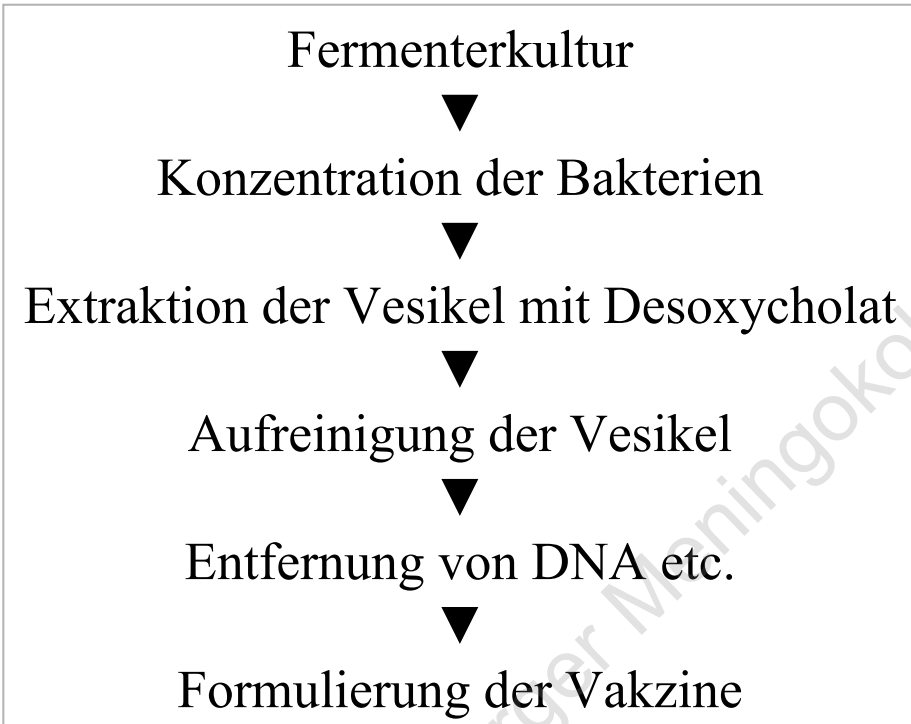 Fermenterkultur
Konzentration der Bakterien
Extraktion der Vesikel mit Desoxycholat
Aufreinigung der Vesikel
Entfernung von DNA etc.
Formulierung der Vakzine